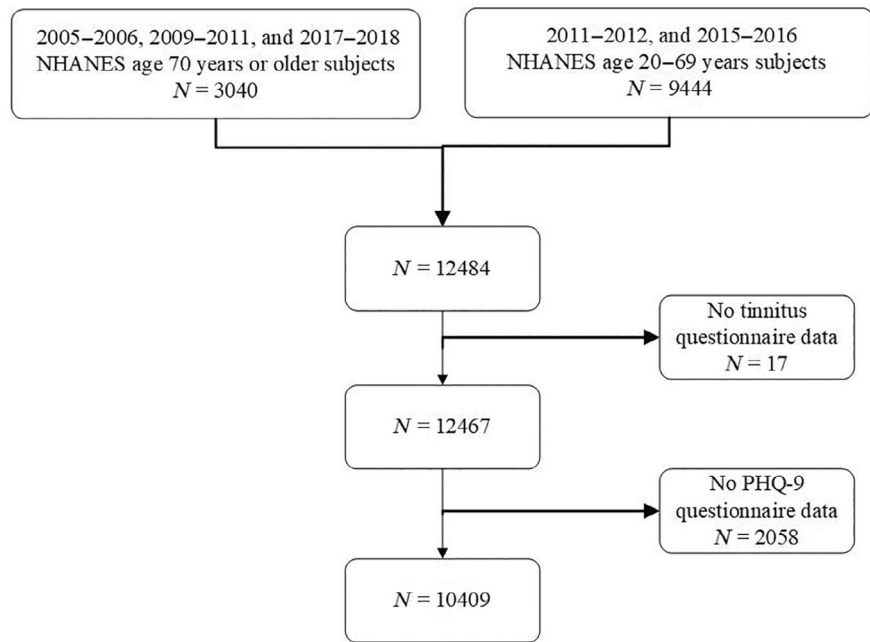 2005–2006, 2009–2011, and 2017–2018
NHANES age 70 years or older subjects
N = 3040
2011–2012, and 2015–2016
NHANES age 20–69 years subjects
N = 9444
N = 12484
No tinnitus
questionnaire data
N = 17
N = 12467
No PHQ-9
questionnaire data
N = 2058
N = 10409